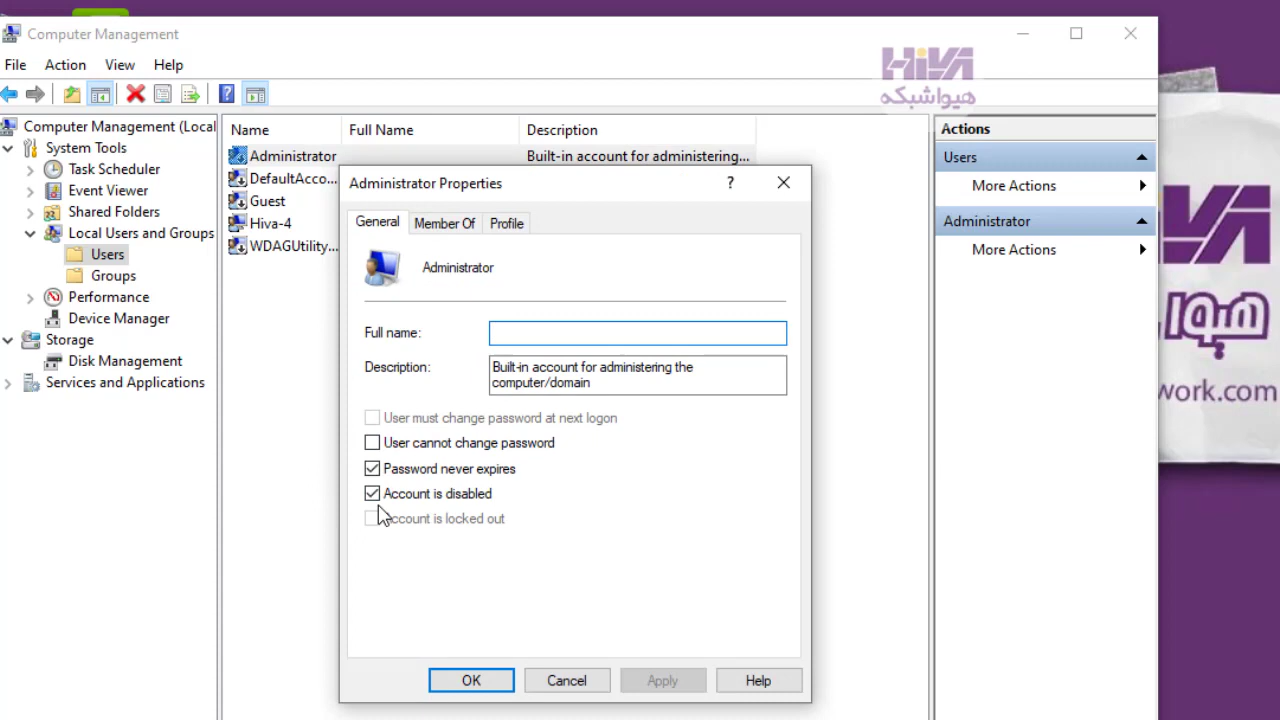 Computer Management
HiVA
هیواشبکه
File Action View Help
Computer Management (Local
System Tools
Task Scheduler
Event Viewer
Shared Folders
Local Users and Groups
Users
Groups
Performance
Device Manager
Storage
Disk Management
Services and Applications
Name Full Name Description
Administrator Built-in account for administering...
DefaultAcco...
Guest
Hiva-4
WDAGUtility...
Administrator Properties
?
General Member Of Profile
Administrator
Full name:
Description: Built-in account for administering the
computer/domain
User must change password at next logon
User cannot change password
Password never expires
Account is disabled
ccount is locked out
OK Cancel Apply Help
Actions
Users
More Actions
Administrator
More Actions
work.com